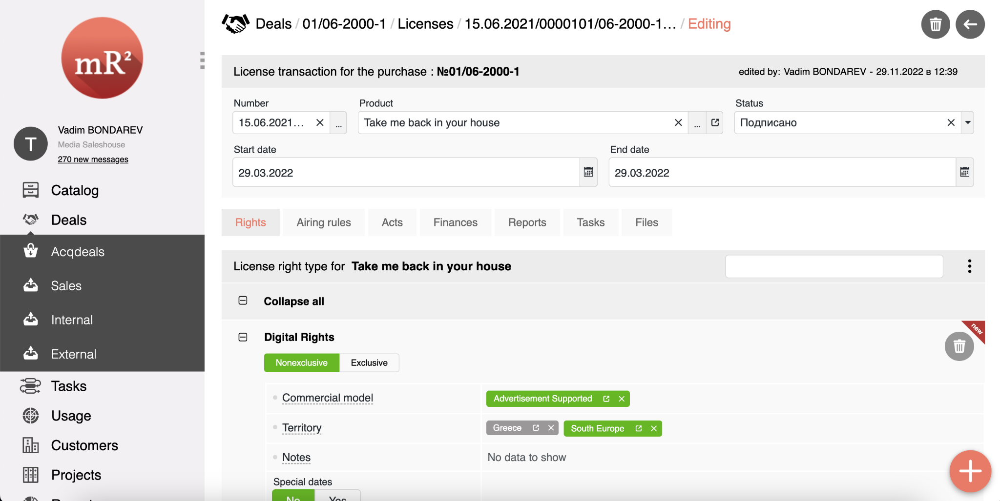 mR²
Deals / 01/06-2000-1 / Licenses / 15.06.2021/0000101/06-2000-1... / Editing
License transaction for the purchase : №01/06-2000-1
edited by: Vadim BONDAREV - 29.11.2022 в 12:39
Number
Product
Status
15.06.2021...
...
Take me back in your house
...
Подписано
Start date
End date
29.03.2022
29.03.2022
T
Vadim BONDAREV
Media Saleshouse
270 new messages
Catalog
Deals
Acqdeals
Sales
Internal
External
Tasks
Usage
Customers
Projects
Rights
Airing rules
Acts
Finances
Reports
Tasks
Files
License right type for Take me back in your house
Collapse all
Digital Rights
new
Nonexclusive
Exclusive
Commercial model
Advertisement Supported
Territory
Greece
South Europe
Notes
No data to show
Special dates
No
Yes